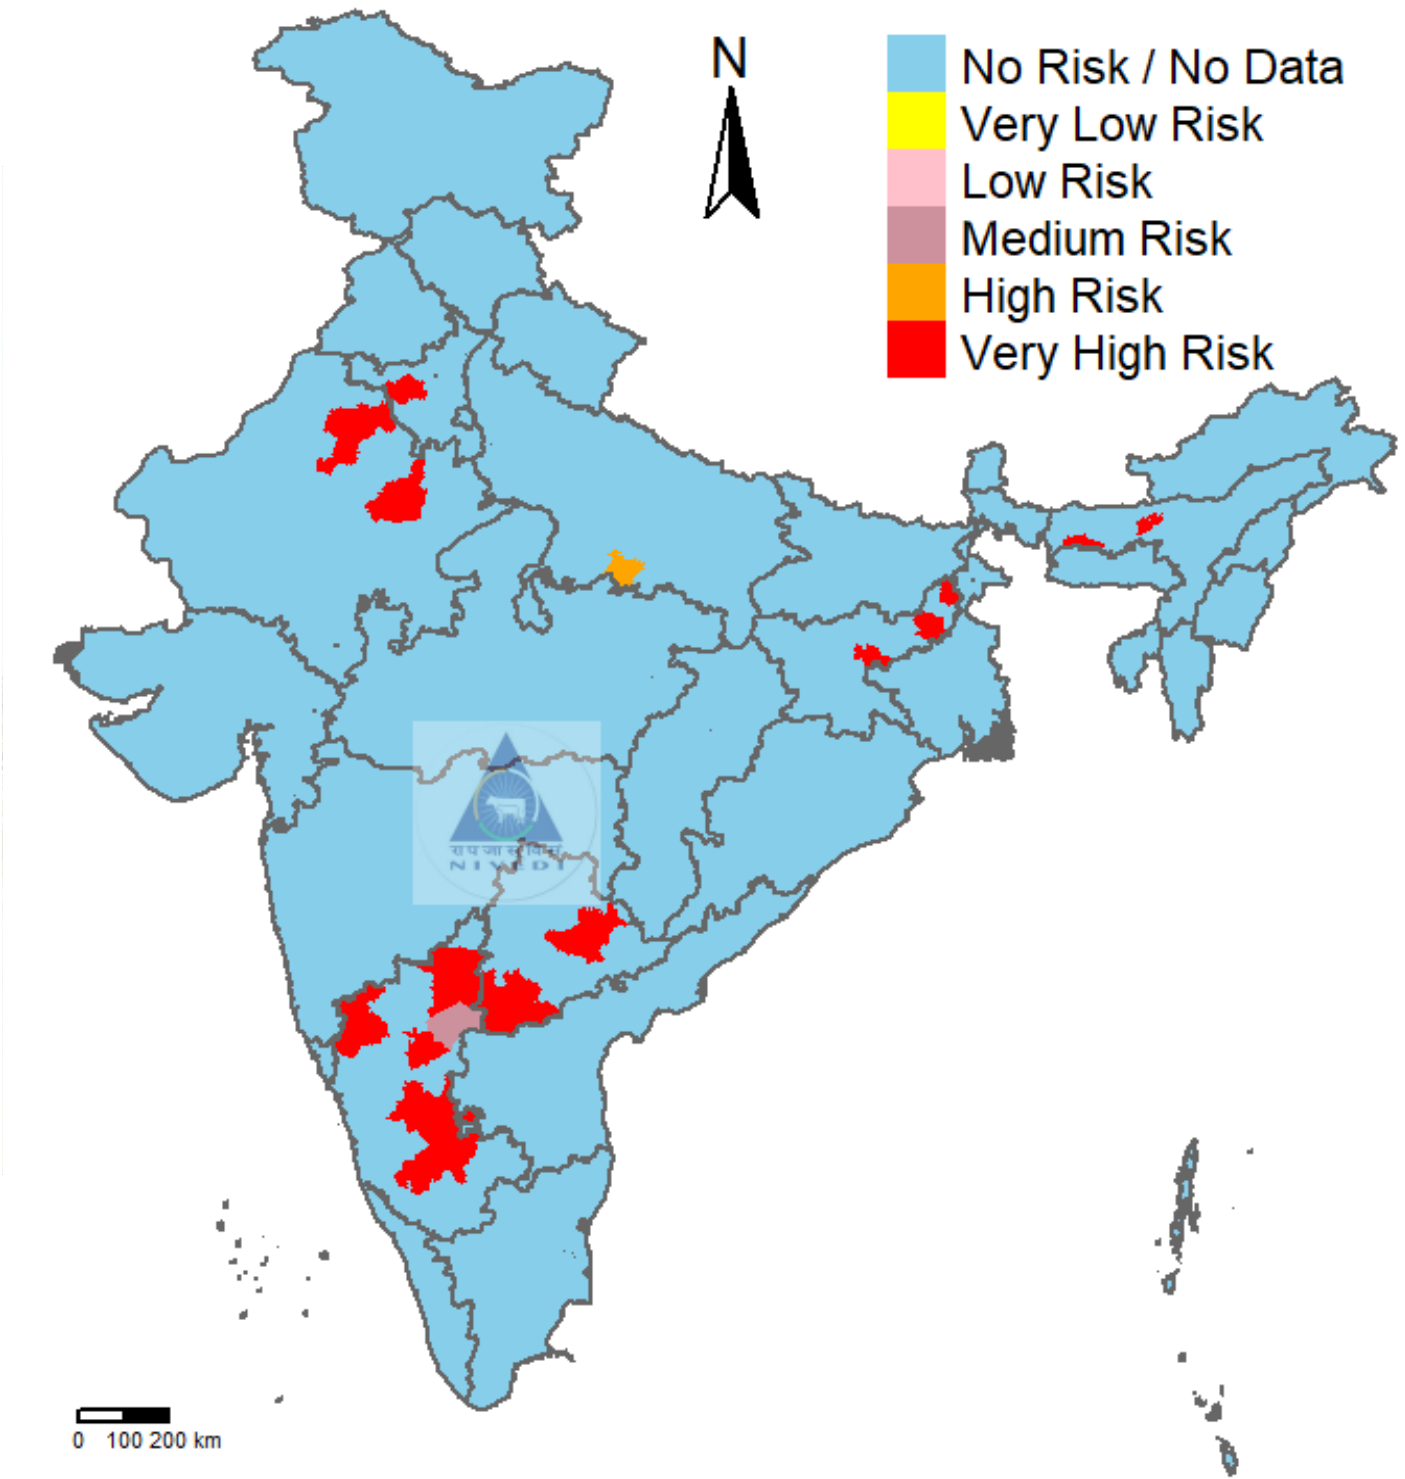 N
No Risk / No Data
Very Low Risk
Low Risk
Medium Risk
High Risk
Very High Risk
NIVEDI
0 100 200 km